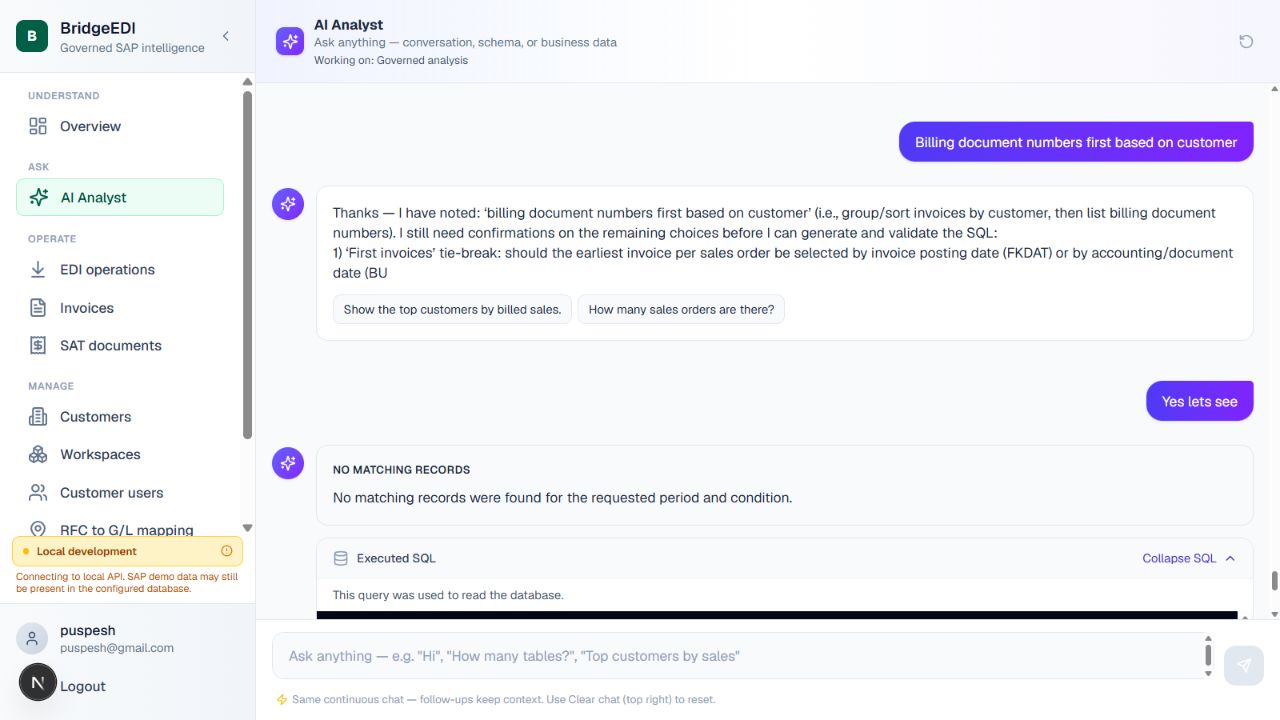 B
BridgeEDI
Governed SAP intelligence
UNDERSTAND
Overview
ASK
AI Analyst
OPERATE
EDI operations
Invoices
SAT documents
MANAGE
Customers
Workspaces
Customer users
RFC to G/L mapping
Local development
Connecting to local API. SAP demo data may still
be present in the configured database.
puspesh
puspesh@gmail.com
N
Logout
AI Analyst
Ask anything — conversation, schema, or business data
Working on: Governed analysis
Billing document numbers first based on customer
Thanks — I have noted: ‘billing document numbers first based on customer’ (i.e., group/sort invoices by customer, then list billing document
numbers). I still need confirmations on the remaining choices before I can generate and validate the SQL:
1) ‘First invoices’ tie-break: should the earliest invoice per sales order be selected by invoice posting date (FKDAT) or by accounting/document
date (BU
Show the top customers by billed sales.
How many sales orders are there?
Yes lets see
NO MATCHING RECORDS
No matching records were found for the requested period and condition.
Executed SQL
Collapse SQL
This query was used to read the database.
Ask anything — e.g. "Hi", "How many tables?", "Top customers by sales"
Same continuous chat — follow-ups keep context. Use Clear chat (top right) to reset.